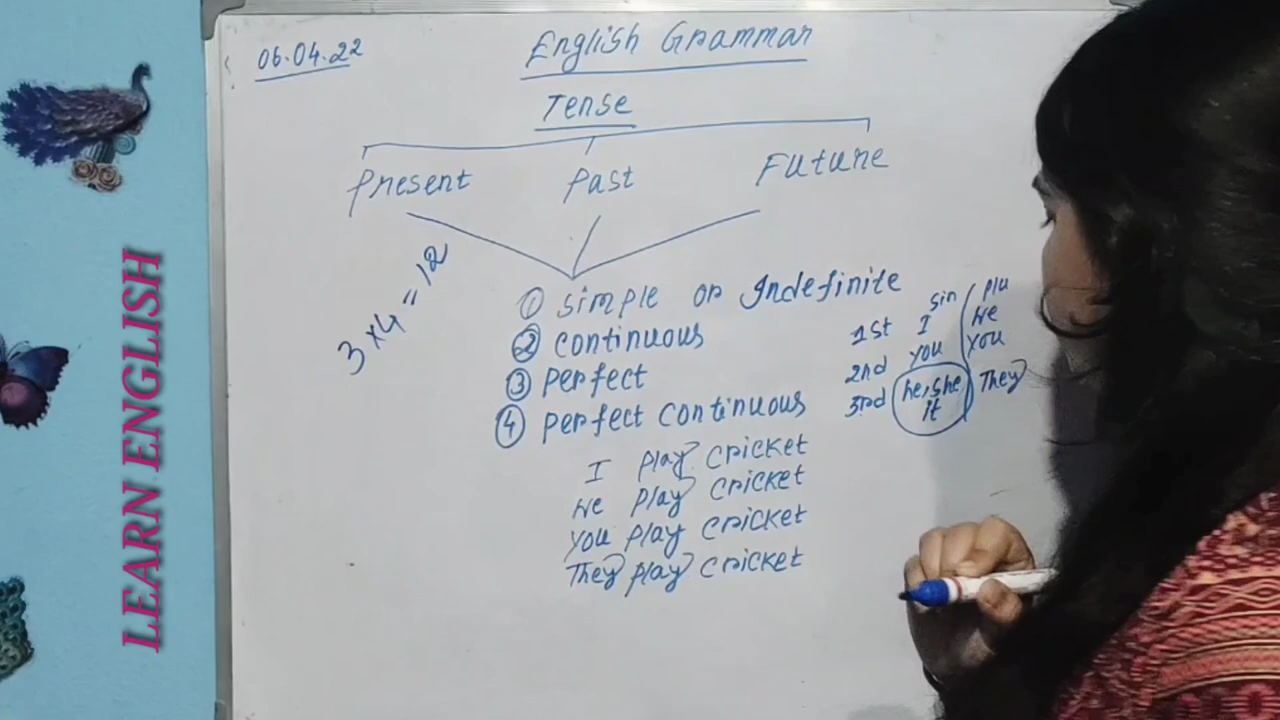 06.04.22
English Grammar
Tense
Present Past Future
3 x 4 = 12
① Simple or Indefinite
② continuous
③ Perfect
④ Perfect continuous
sin plu
1st I We
2nd you you
3rd he, she They
it
I play cricket
We play cricket
You play cricket
They play cricket
LEARN ENGLISH